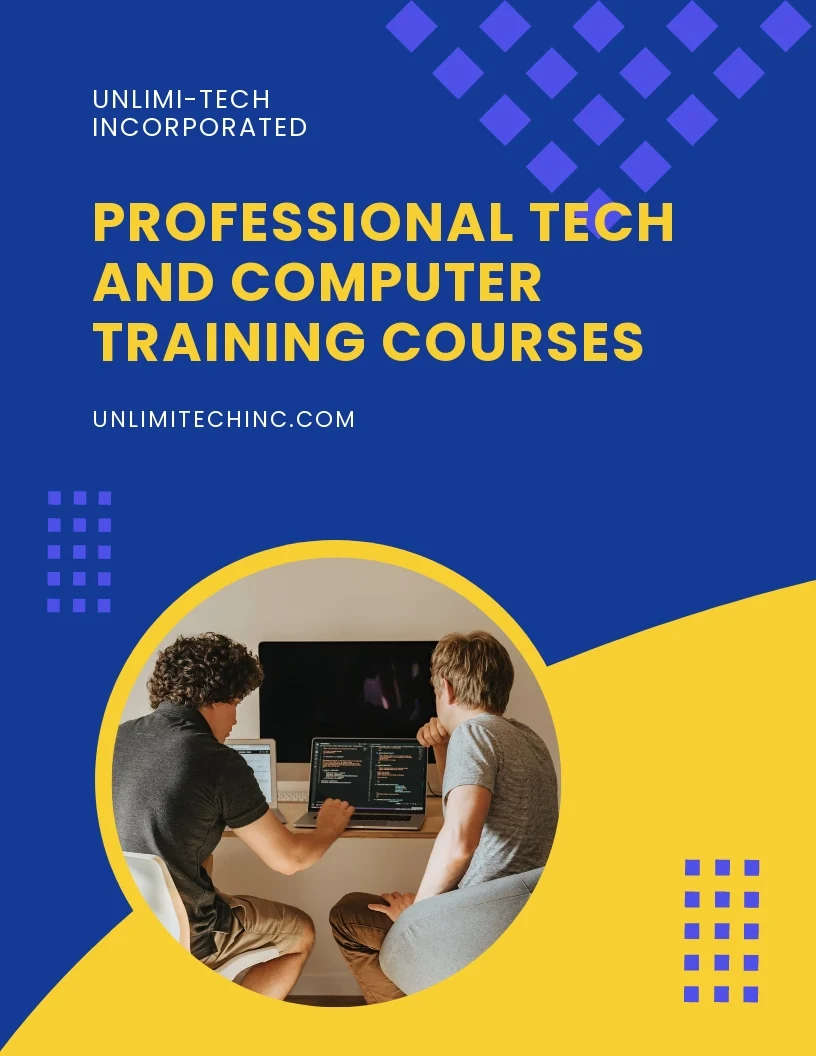 UNLIMI-TECH
INCORPORATED
PROFESSIONAL TECH
AND COMPUTER
TRAINING COURSES
UNLIMITECHINC.COM